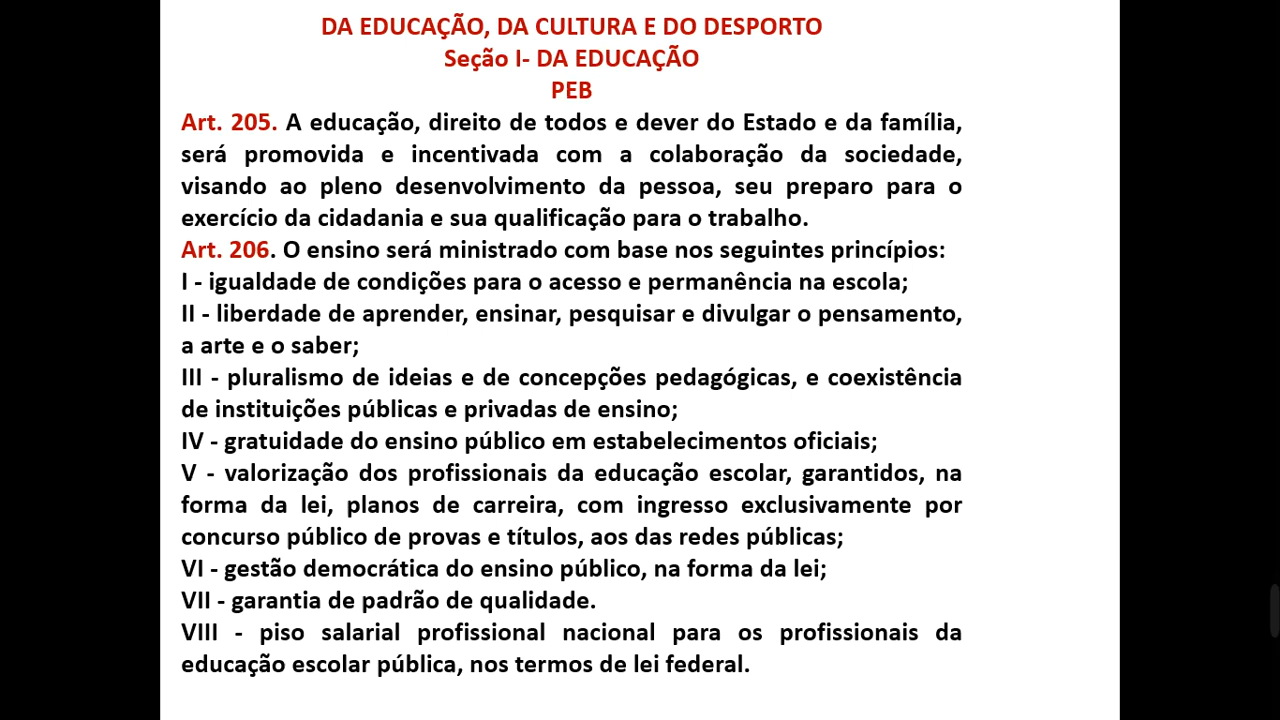 DA EDUCAÇÃO, DA CULTURA E DO DESPORTO
Seção I- DA EDUCAÇÃO
PEB
Art. 205. A educação, direito de todos e dever do Estado e da família,
será promovida e incentivada com a colaboração da sociedade,
visando ao pleno desenvolvimento da pessoa, seu preparo para o
exercício da cidadania e sua qualificação para o trabalho.
Art. 206. O ensino será ministrado com base nos seguintes princípios:
I - igualdade de condições para o acesso e permanência na escola;
II - liberdade de aprender, ensinar, pesquisar e divulgar o pensamento,
a arte e o saber;
III - pluralismo de ideias e de concepções pedagógicas, e coexistência
de instituições públicas e privadas de ensino;
IV - gratuidade do ensino público em estabelecimentos oficiais;
V - valorização dos profissionais da educação escolar, garantidos, na
forma da lei, planos de carreira, com ingresso exclusivamente por
concurso público de provas e títulos, aos das redes públicas;
VI - gestão democrática do ensino público, na forma da lei;
VII - garantia de padrão de qualidade.
VIII - piso salarial profissional nacional para os profissionais da
educação escolar pública, nos termos de lei federal.